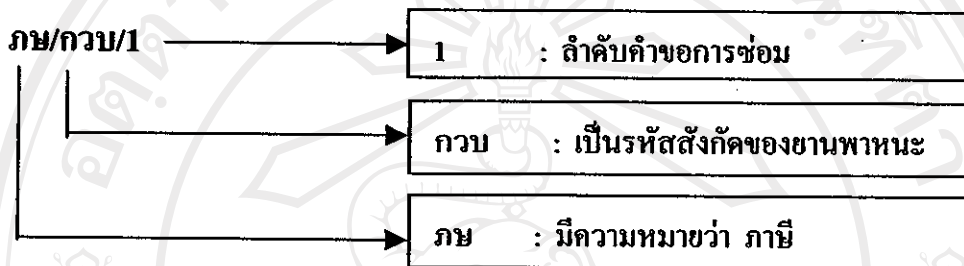 ภษ/กวบ/1
1 : ลำดับคำขอการซ่อม
กวบ : เป็นรหัสสังกัดของยานพาหนะ
ภษ : มีความหมายว่า ภาษี